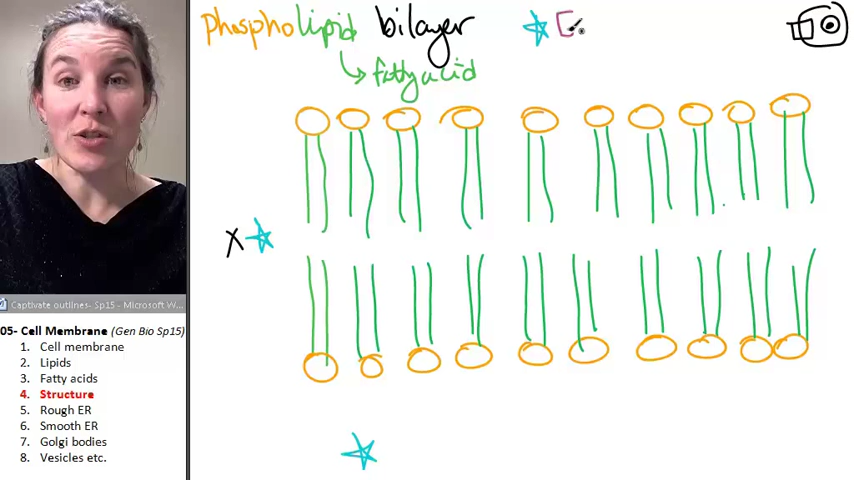 phospholipid bilayer
fatty acid
X
Captivate outlines- Sp15 - Microsoft W...
05- Cell Membrane (Gen Bio Sp15)
1. Cell membrane
2. Lipids
3. Fatty acids
4. Structure
5. Rough ER
6. Smooth ER
7. Golgi bodies
8. Vesicles etc.